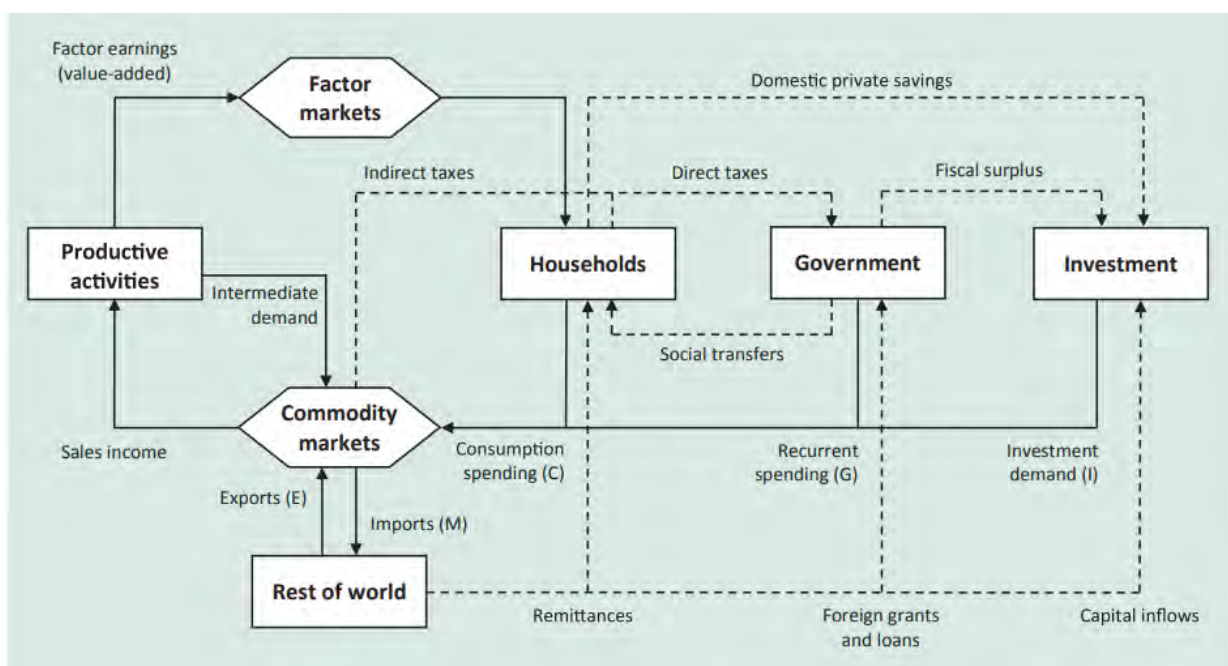 Factor earnings
(value-added)
Factor
markets
Domestic private savings
Indirect taxes
Direct taxes
Fiscal surplus
Productive
activities
Households
Government
Investment
Intermediate
demand
Social transfers
Commodity
markets
Sales income
Consumption
spending (C)
Recurrent
spending (G)
Investment
demand (I)
Exports (E)
Imports (M)
Rest of world
Remittances
Foreign grants
and loans
Capital inflows